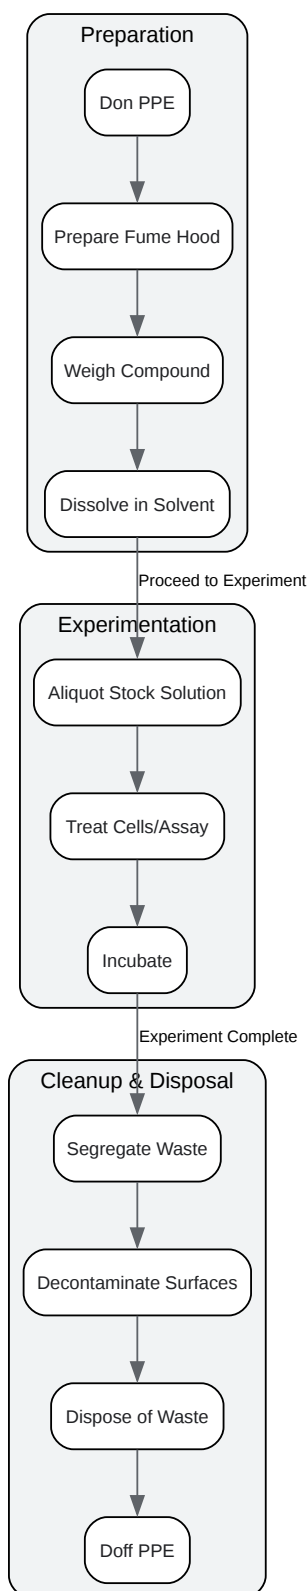 Preparation
Don PPE
Prepare Fume Hood
Weigh Compound
Dissolve in Solvent
Proceed to Experiment
Experimentation
Aliquot Stock Solution
Treat Cells/Assay
Incubate
Experiment Complete
Cleanup & Disposal
Segregate Waste
Decontaminate Surfaces
Dispose of Waste
Doff PPE